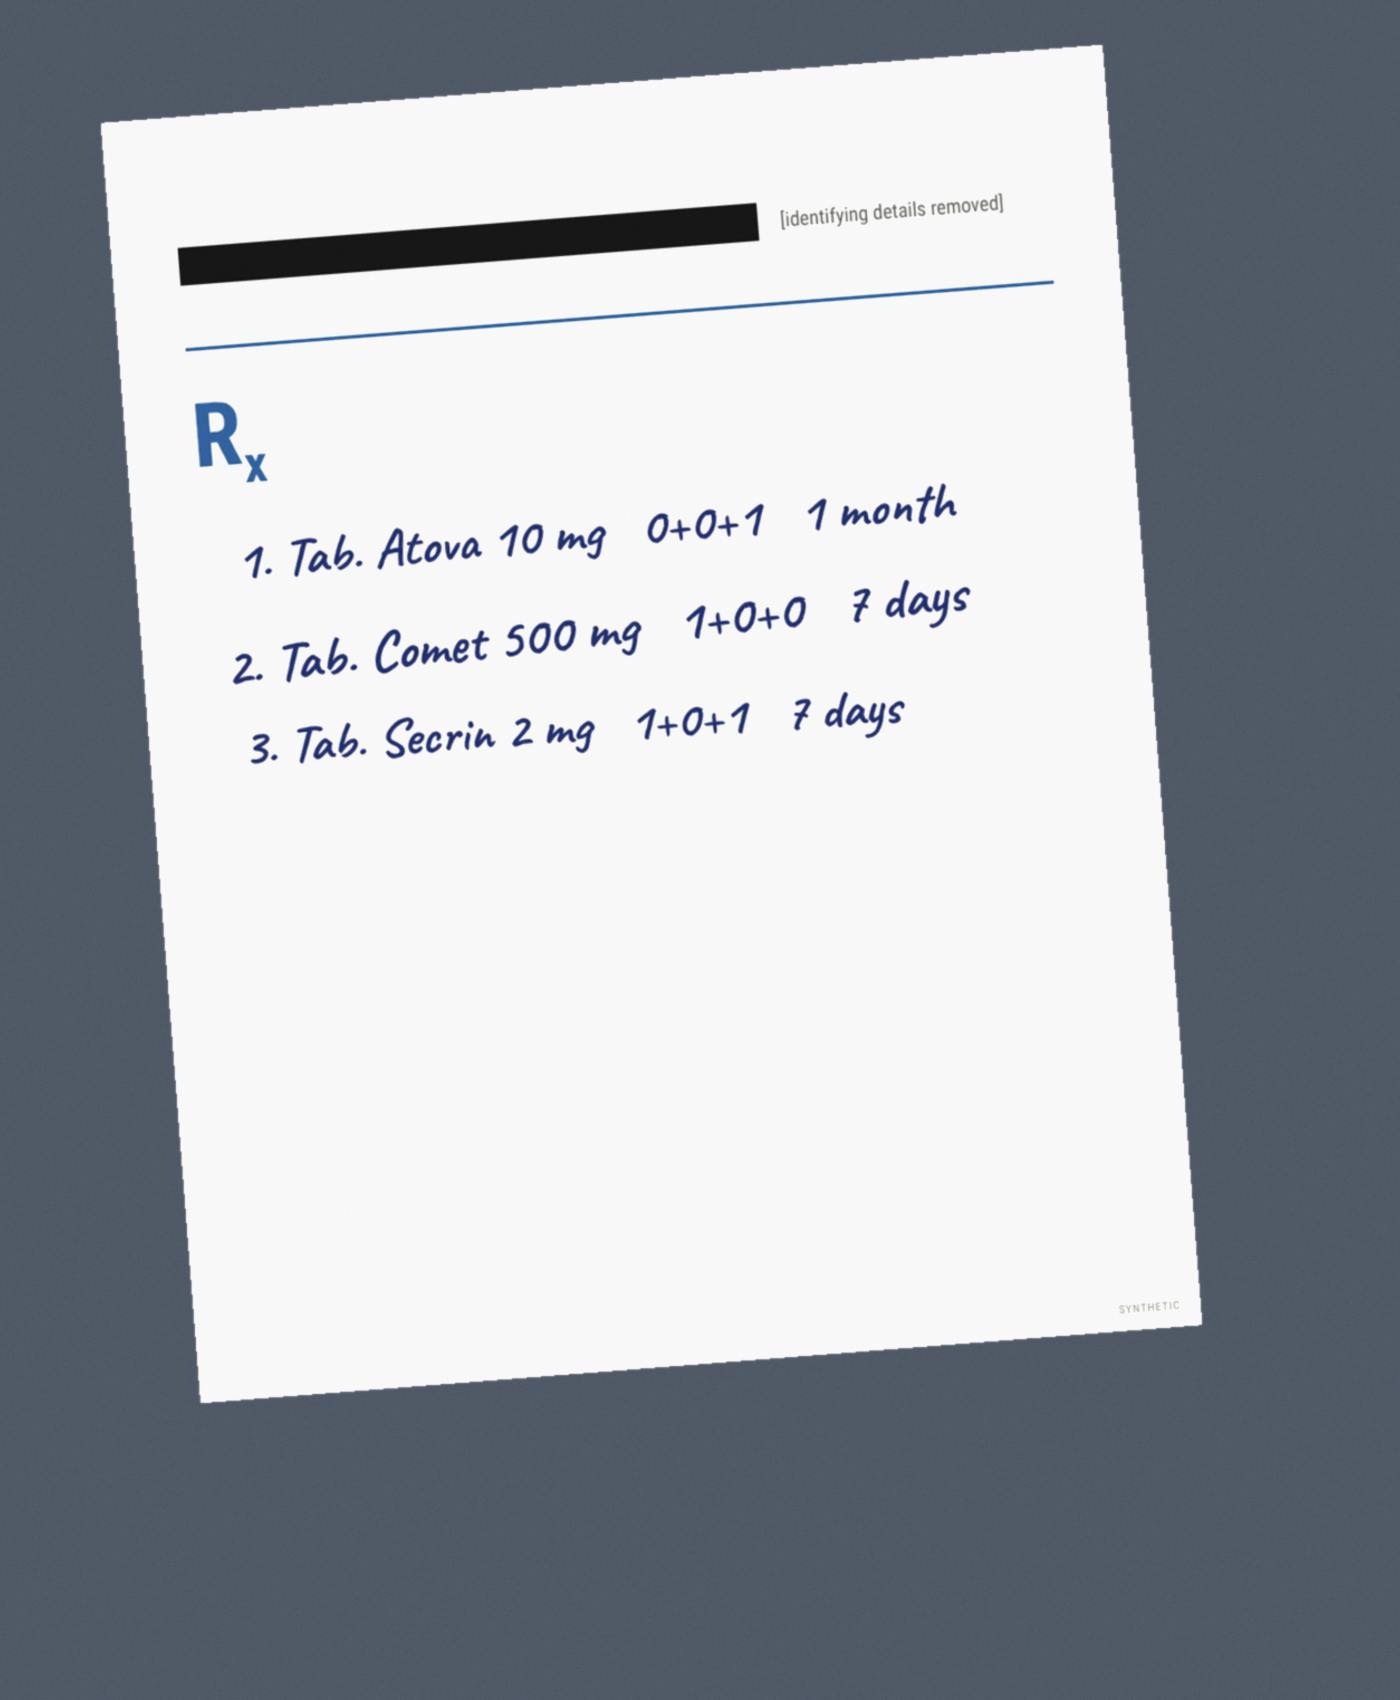 [identifying details removed]
Rx
1. Tab. Atova 10 mg 0+0+1 1 month
2. Tab. Comet 500 mg 1+0+0 7 days
3. Tab. Secrin 2 mg 1+0+1 7 days
SYNTHETIC